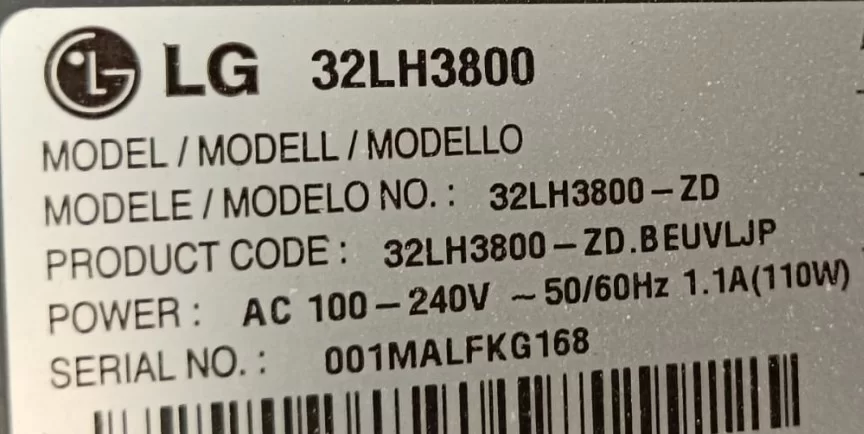 LG 32LH3800
MODEL / MODELL / MODELLO
MODELE / MODELO NO. : 32LH3800-ZD
PRODUCT CODE : 32LH3800-ZD.BEUVLJP
POWER : AC 100-240V ~ 50/60Hz 1.1A(110W)
SERIAL NO. : 001MALFKG168